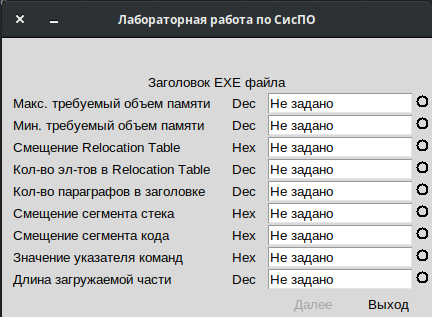 Лабораторная работа по СисПО
Заголовок EXE файла
Макс. требуемый объем памяти Dec Не задано
Мин. требуемый объем памяти Dec Не задано
Смещение Relocation Table Hex Не задано
Кол-во эл-тов в Relocation Table Dec Не задано
Кол-во параграфов в заголовке Dec Не задано
Смещение сегмента стека Hex Не задано
Смещение сегмента кода Hex Не задано
Значение указателя команд Hex Не задано
Длина загружаемой части Dec Не задано
Далее Выход